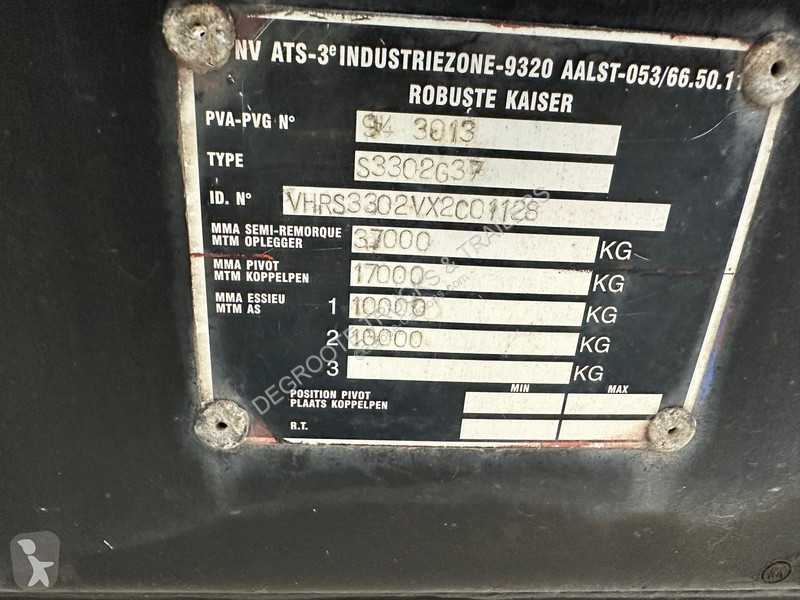 NV ATS-3e INDUSTRIEZONE-9320 AALST-053/66.50.11
ROBUSTE KAISER
PVA-PVG N° 94 3013
TYPE S3302G37
ID. N° VHRS3302VX2C01128
MMA SEMI-REMORQUE
MTM OPLEGGER 37000 KG
MMA PIVOT
MTM KOPPELPEN 17000 KG
MMA ESSIEU
MTM AS 1 10000 KG
2 10000 KG
3 KG
MIN MAX
POSITION PIVOT
PLAATS KOPPELPEN
R.T.
DEGROOTE TRUCKS & TRAILERS